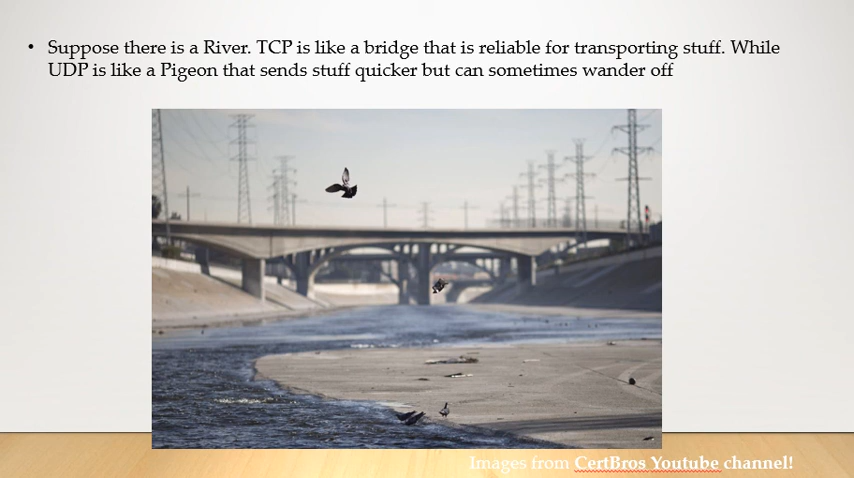 • Suppose there is a River. TCP is like a bridge that is reliable for transporting stuff. While
UDP is like a Pigeon that sends stuff quicker but can sometimes wander off
Images from CertBros Youtube channel!